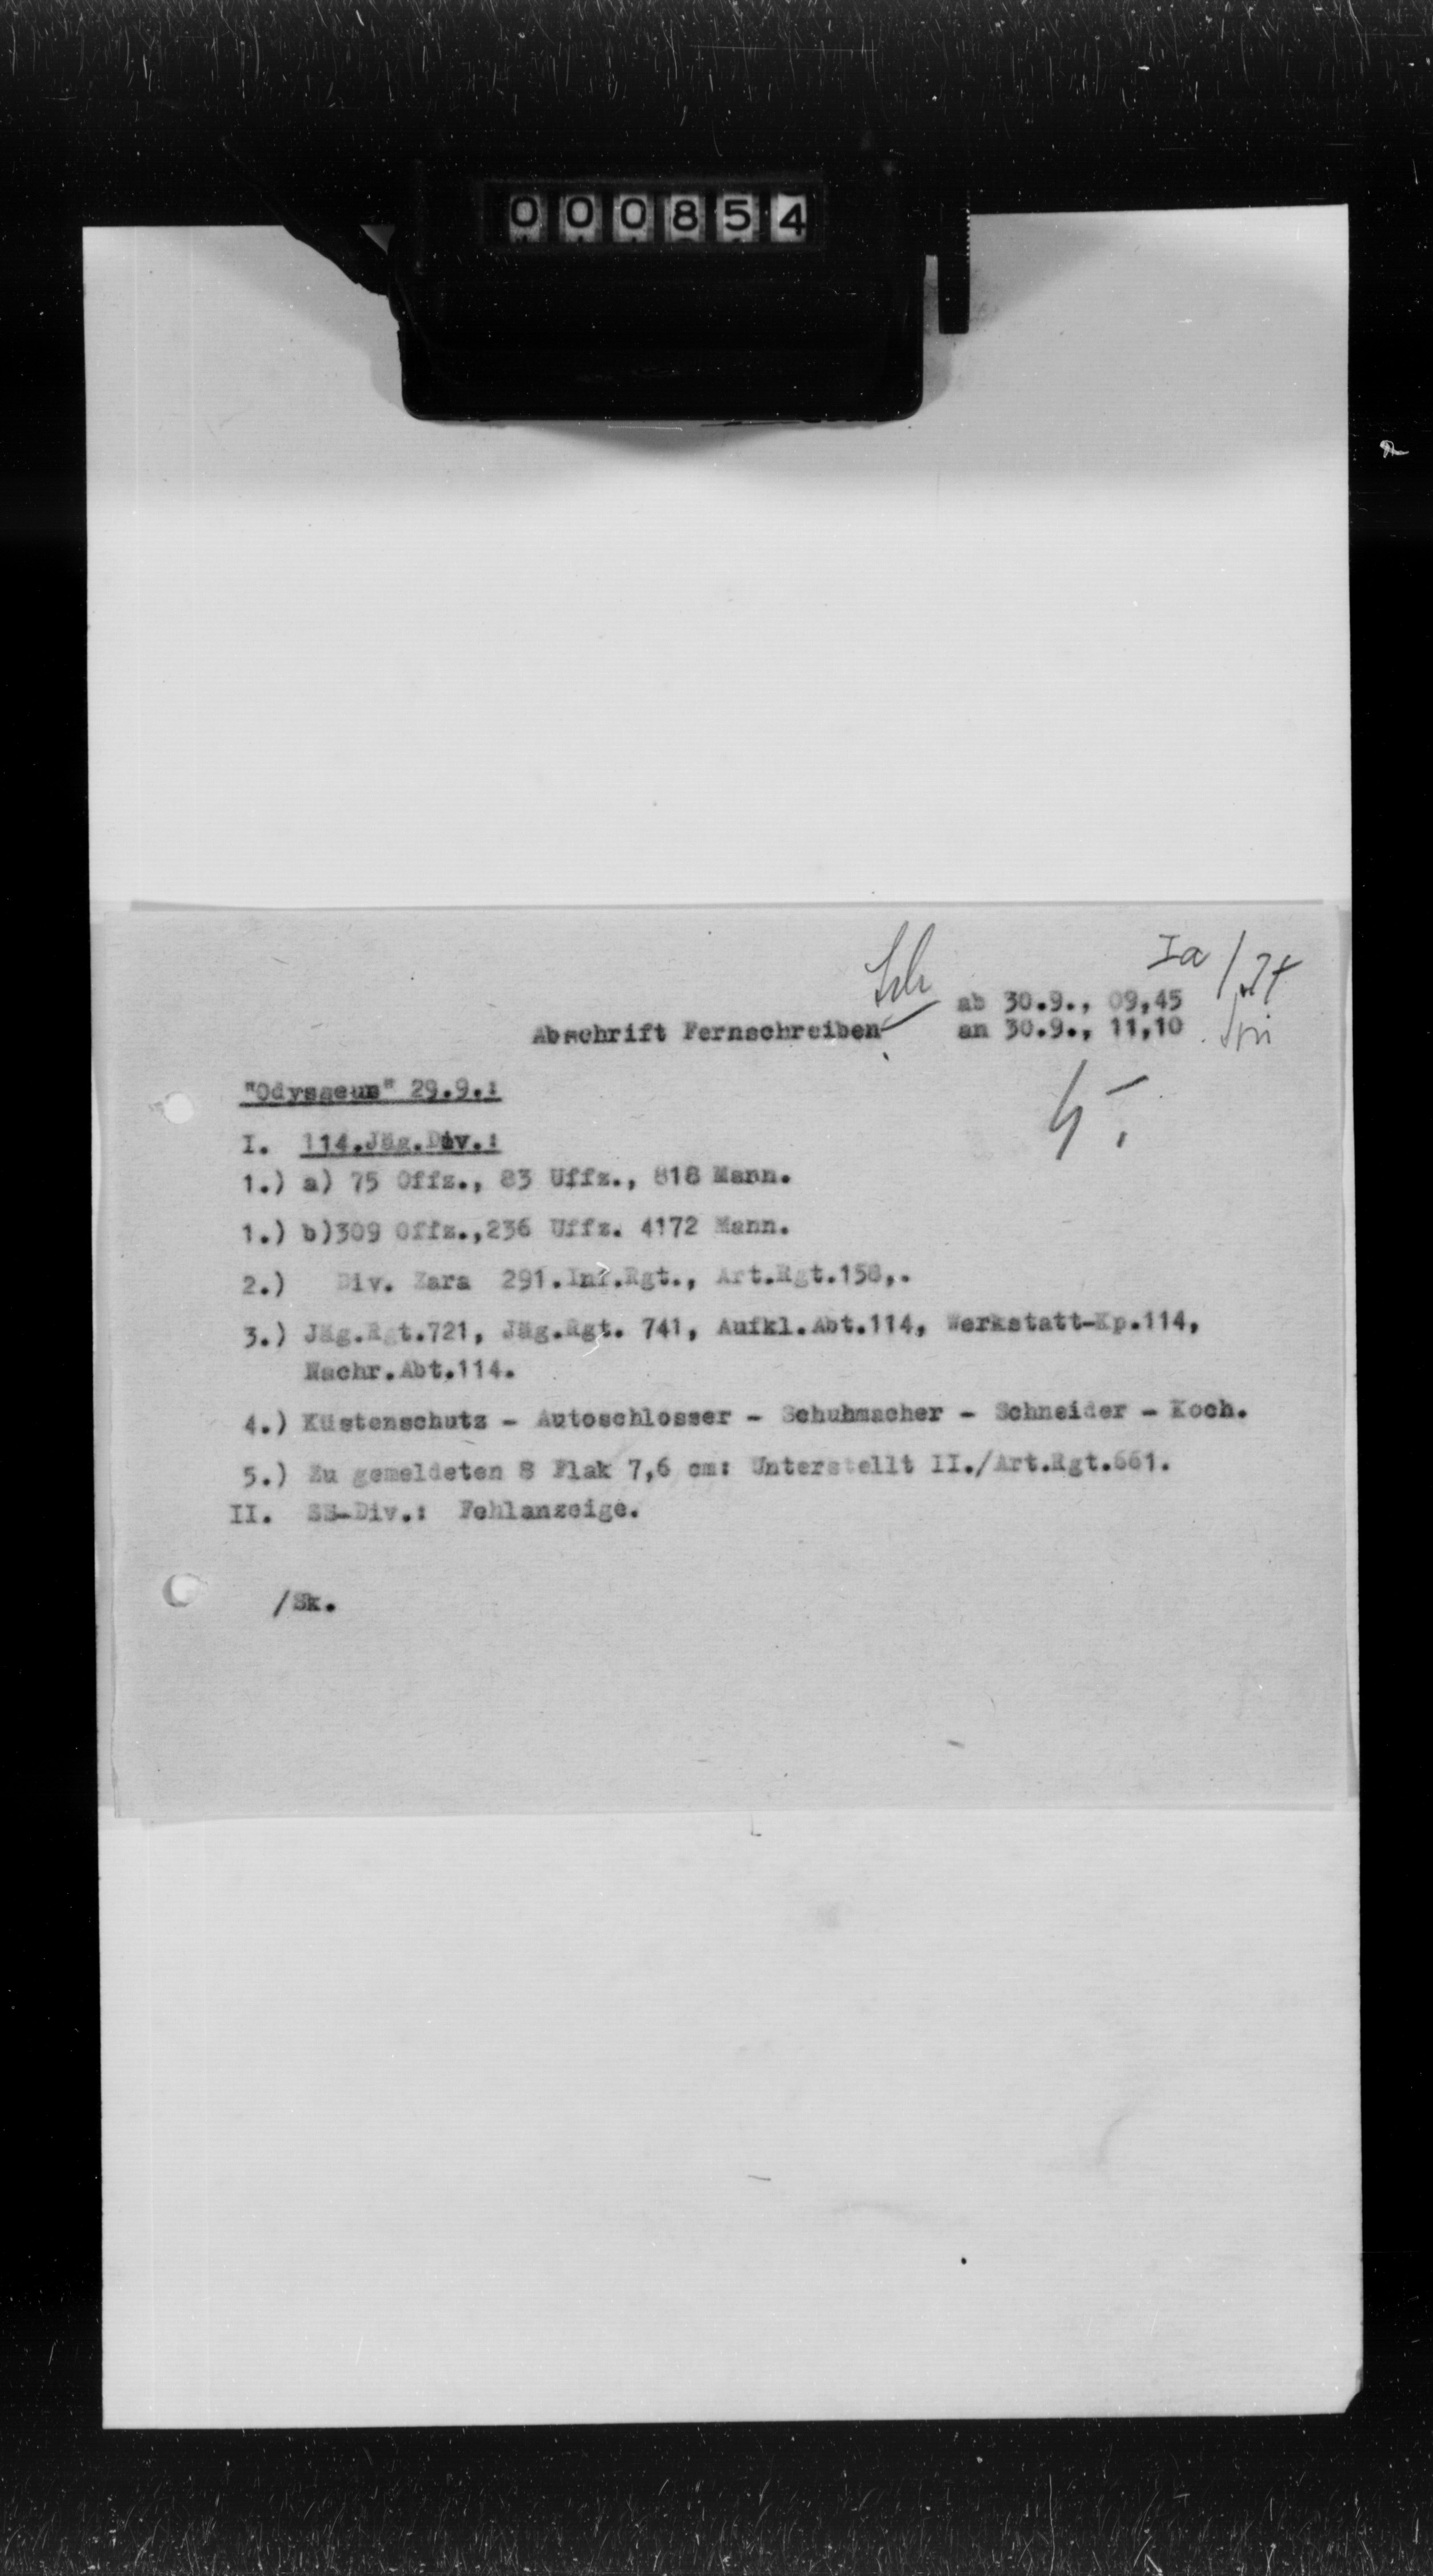 000854
Ia
ab 30.9., 09,45
Abschrift Fernschreiben an 30.9., 11,10
"Odysseus" 29.9.:
I. 114.Jäg.Div.:
1.) a) 75 Offz., 83 Uffz., 818 Mann.
1.) b)309 Offz.,236 Uffz. 4172 Mann.
2.) Div. Zara 291.Inf.Rgt., Art.Rgt.158,.
3.) Jäg.Rgt.721, Jäg.Rgt. 741, Aufkl.Abt.114, Werkstatt-Kp.114,
Nachr.Abt.114.
4.) Küstenschutz - Autoschlosser - Schuhmacher - Schneider - Koch.
5.) Zu gemeldeten 8 Flak 7,6 cm: Unterstellt II./Art.Rgt.661.
II. SS-Div.: Fehlanzeige.
/Sk.